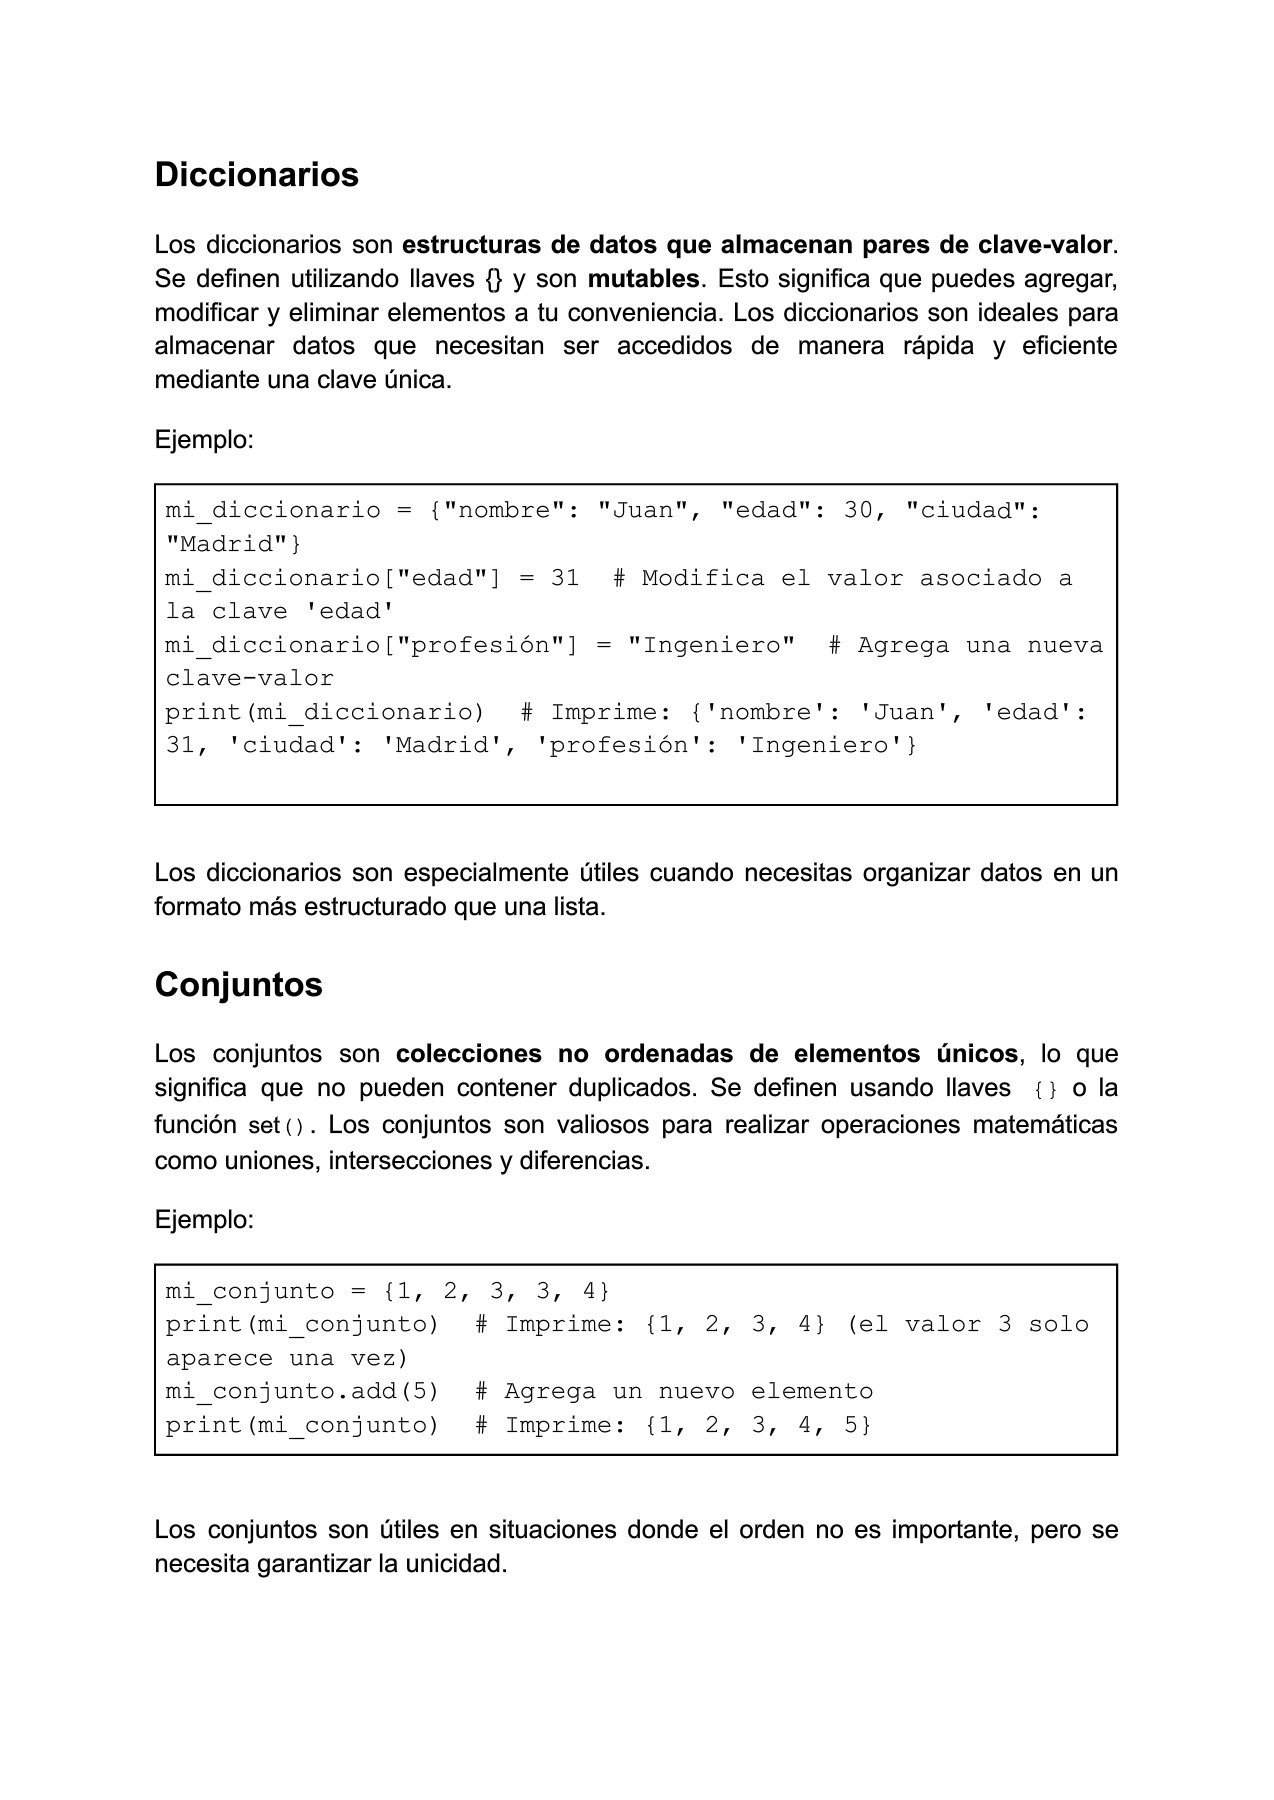 Diccionarios
Los diccionarios son estructuras de datos que almacenan pares de clave-valor.
Se definen utilizando llaves {} y son mutables. Esto significa que puedes agregar,
modificar y eliminar elementos a tu conveniencia. Los diccionarios son ideales para
almacenar datos que necesitan ser accedidos de manera rápida y eficiente
mediante una clave única.
Ejemplo:
mi_diccionario = {"nombre": "Juan", "edad": 30, "ciudad":
"Madrid"}
mi_diccionario["edad"] = 31  # Modifica el valor asociado a
la clave 'edad'
mi_diccionario["profesión"] = "Ingeniero"  # Agrega una nueva
clave-valor
print(mi_diccionario)  # Imprime: {'nombre': 'Juan', 'edad':
31, 'ciudad': 'Madrid', 'profesión': 'Ingeniero'}
Los diccionarios son especialmente útiles cuando necesitas organizar datos en un
formato más estructurado que una lista.
Conjuntos
Los conjuntos son colecciones no ordenadas de elementos únicos, lo que
significa que no pueden contener duplicados. Se definen usando llaves {} o la
función set(). Los conjuntos son valiosos para realizar operaciones matemáticas
como uniones, intersecciones y diferencias.
Ejemplo:
mi_conjunto = {1, 2, 3, 3, 4}
print(mi_conjunto)  # Imprime: {1, 2, 3, 4} (el valor 3 solo
aparece una vez)
mi_conjunto.add(5)  # Agrega un nuevo elemento
print(mi_conjunto)  # Imprime: {1, 2, 3, 4, 5}
Los conjuntos son útiles en situaciones donde el orden no es importante, pero se
necesita garantizar la unicidad.